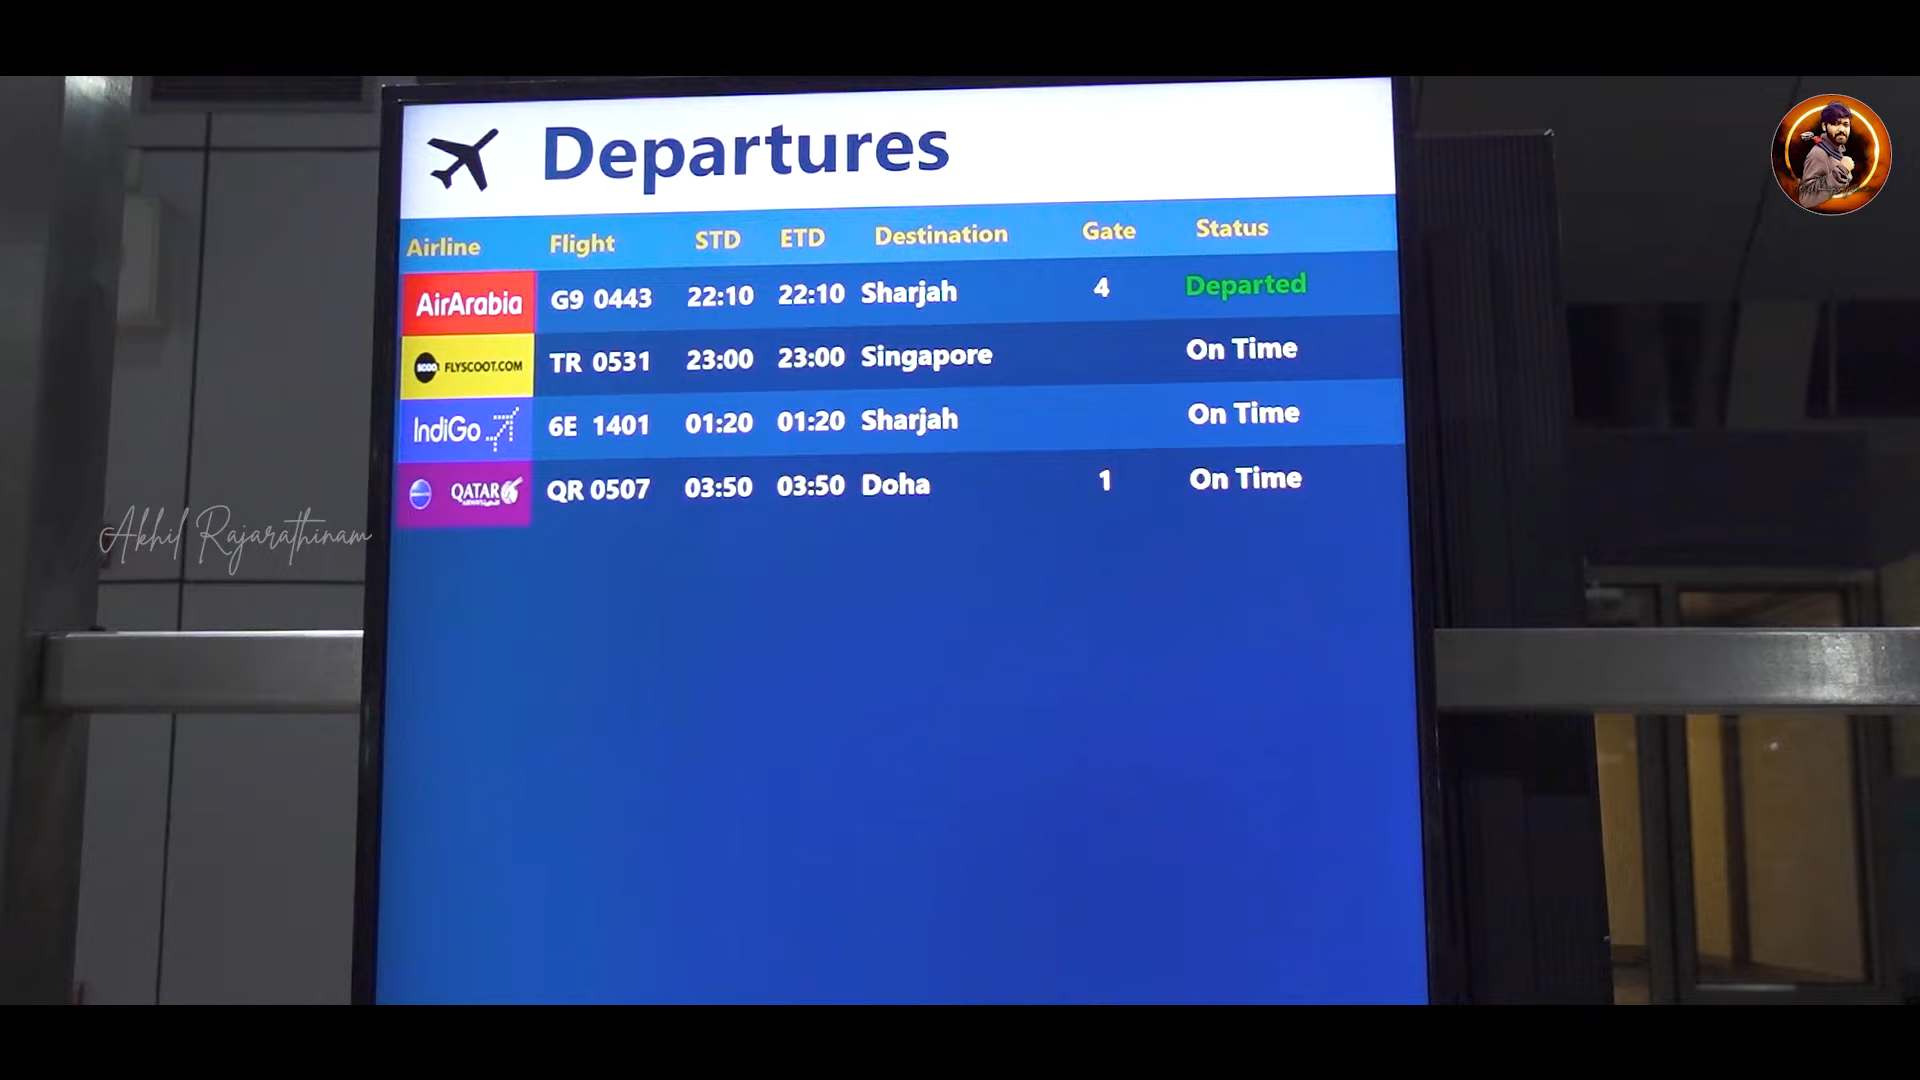 Departures
Airline Flight STD ETD Destination Gate Status
AirArabia G9 0443 22:10 22:10 Sharjah 4 Departed
FLYSCOOT.COM TR 0531 23:00 23:00 Singapore On Time
IndiGo 6E 1401 01:20 01:20 Sharjah On Time
QATAR QR 0507 03:50 03:50 Doha 1 On Time
Akhil Rajarathinam